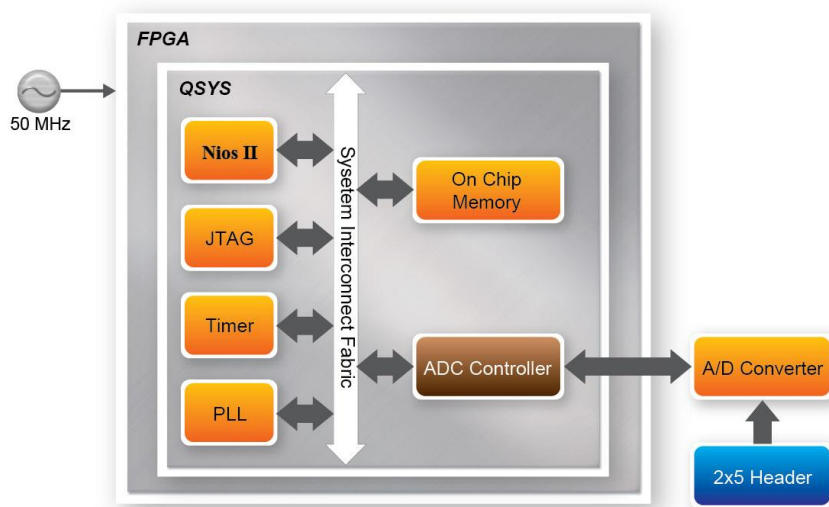 FPGA
QSYS
50 MHz
Nios II
JTAG
Timer
PLL
Sysetem Interconnect Fabric
On Chip
Memory
ADC Controller
A/D Converter
2x5 Header